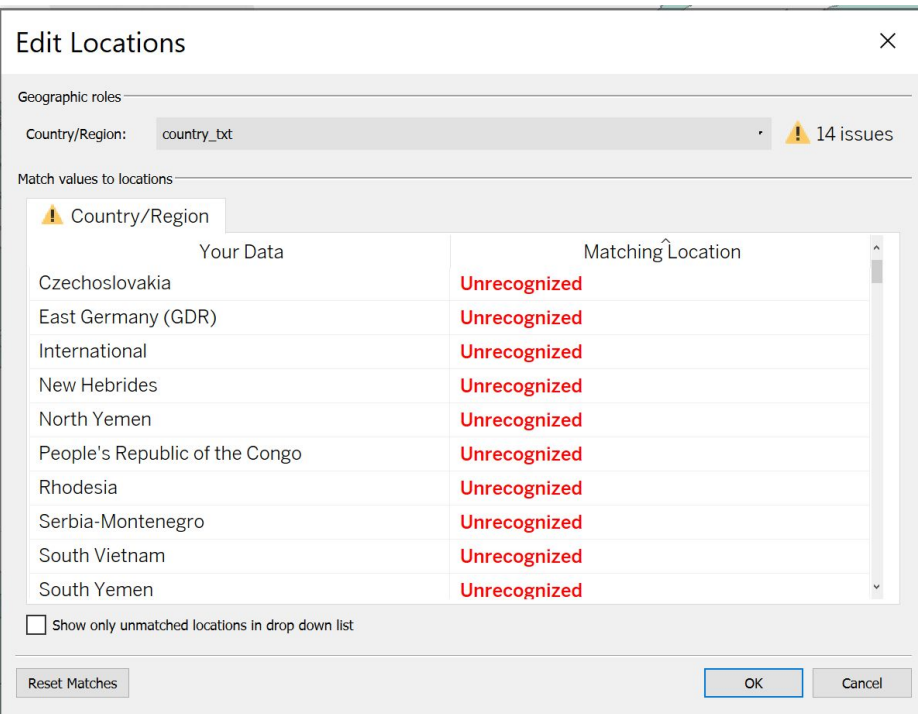 Edit Locations
Geographic roles
Country/Region: country_txt 14 issues
Match values to locations
Country/Region
Your Data Matching Location
Czechoslovakia Unrecognized
East Germany (GDR) Unrecognized
International Unrecognized
New Hebrides Unrecognized
North Yemen Unrecognized
People's Republic of the Congo Unrecognized
Rhodesia Unrecognized
Serbia-Montenegro Unrecognized
South Vietnam Unrecognized
South Yemen Unrecognized
Show only unmatched locations in drop down list
Reset Matches OK Cancel